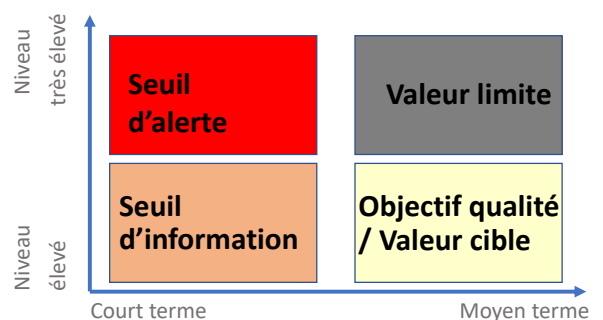 Niveau
très élevé
Seuil
d'alerte
Valeur limite
Niveau
élevé
Seuil
d'information
Objectif qualité
/ Valeur cible
Court terme
Moyen terme